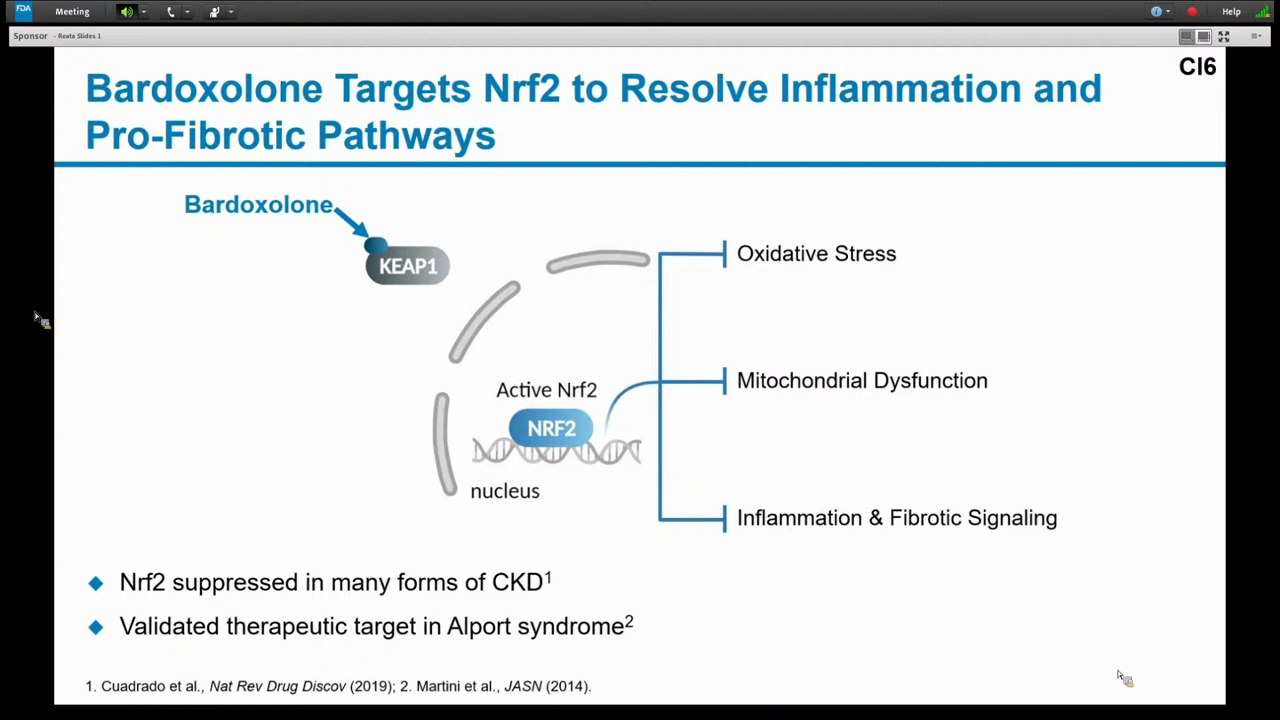 FDA Meeting Help
Sponsor - Reata Slides 1
CI6
Bardoxolone Targets Nrf2 to Resolve Inflammation and
Pro-Fibrotic Pathways
Bardoxolone
KEAP1
Oxidative Stress
Mitochondrial Dysfunction
Active Nrf2
NRF2
nucleus
Inflammation & Fibrotic Signaling
Nrf2 suppressed in many forms of CKD1
Validated therapeutic target in Alport syndrome2
1. Cuadrado et al., Nat Rev Drug Discov (2019); 2. Martini et al., JASN (2014).